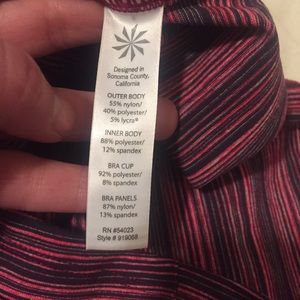 Designed in
Sonoma County,
California
OUTER BODY
55% nylon/
40% polyester/
5% lycra®
INNER BODY
88% polyester/
12% spandex
BRA CUP
92% polyester/
8% spandex
BRA PANELS
87% nylon/
13% spandex
RN #54023
Style # 919068